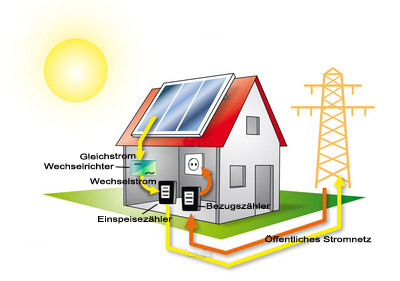 Gleichstrom
Wechselrichter
Wechselstrom
Bezugszähler
Einspeisezähler
Öffentliches Stromnetz